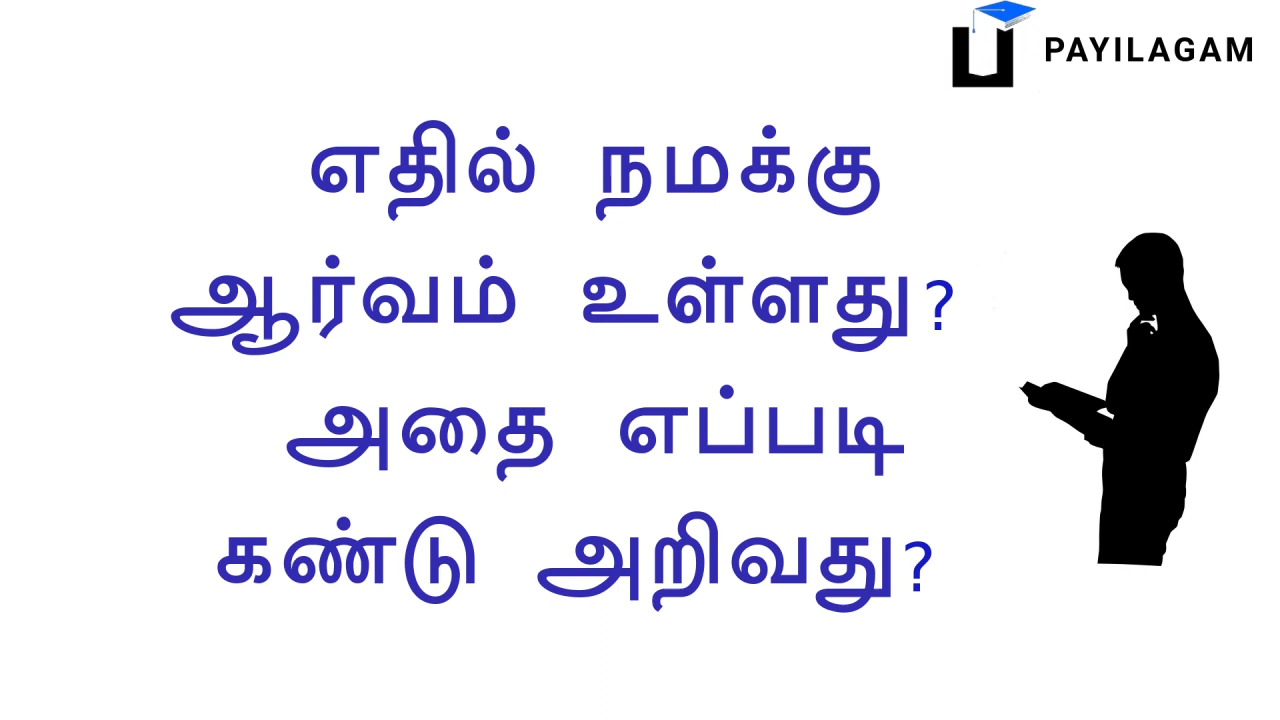 PAYILAGAM
எதில் நமக்கு
ஆர்வம் உள்ளது?
அதை எப்படி
கண்டு அறிவது?